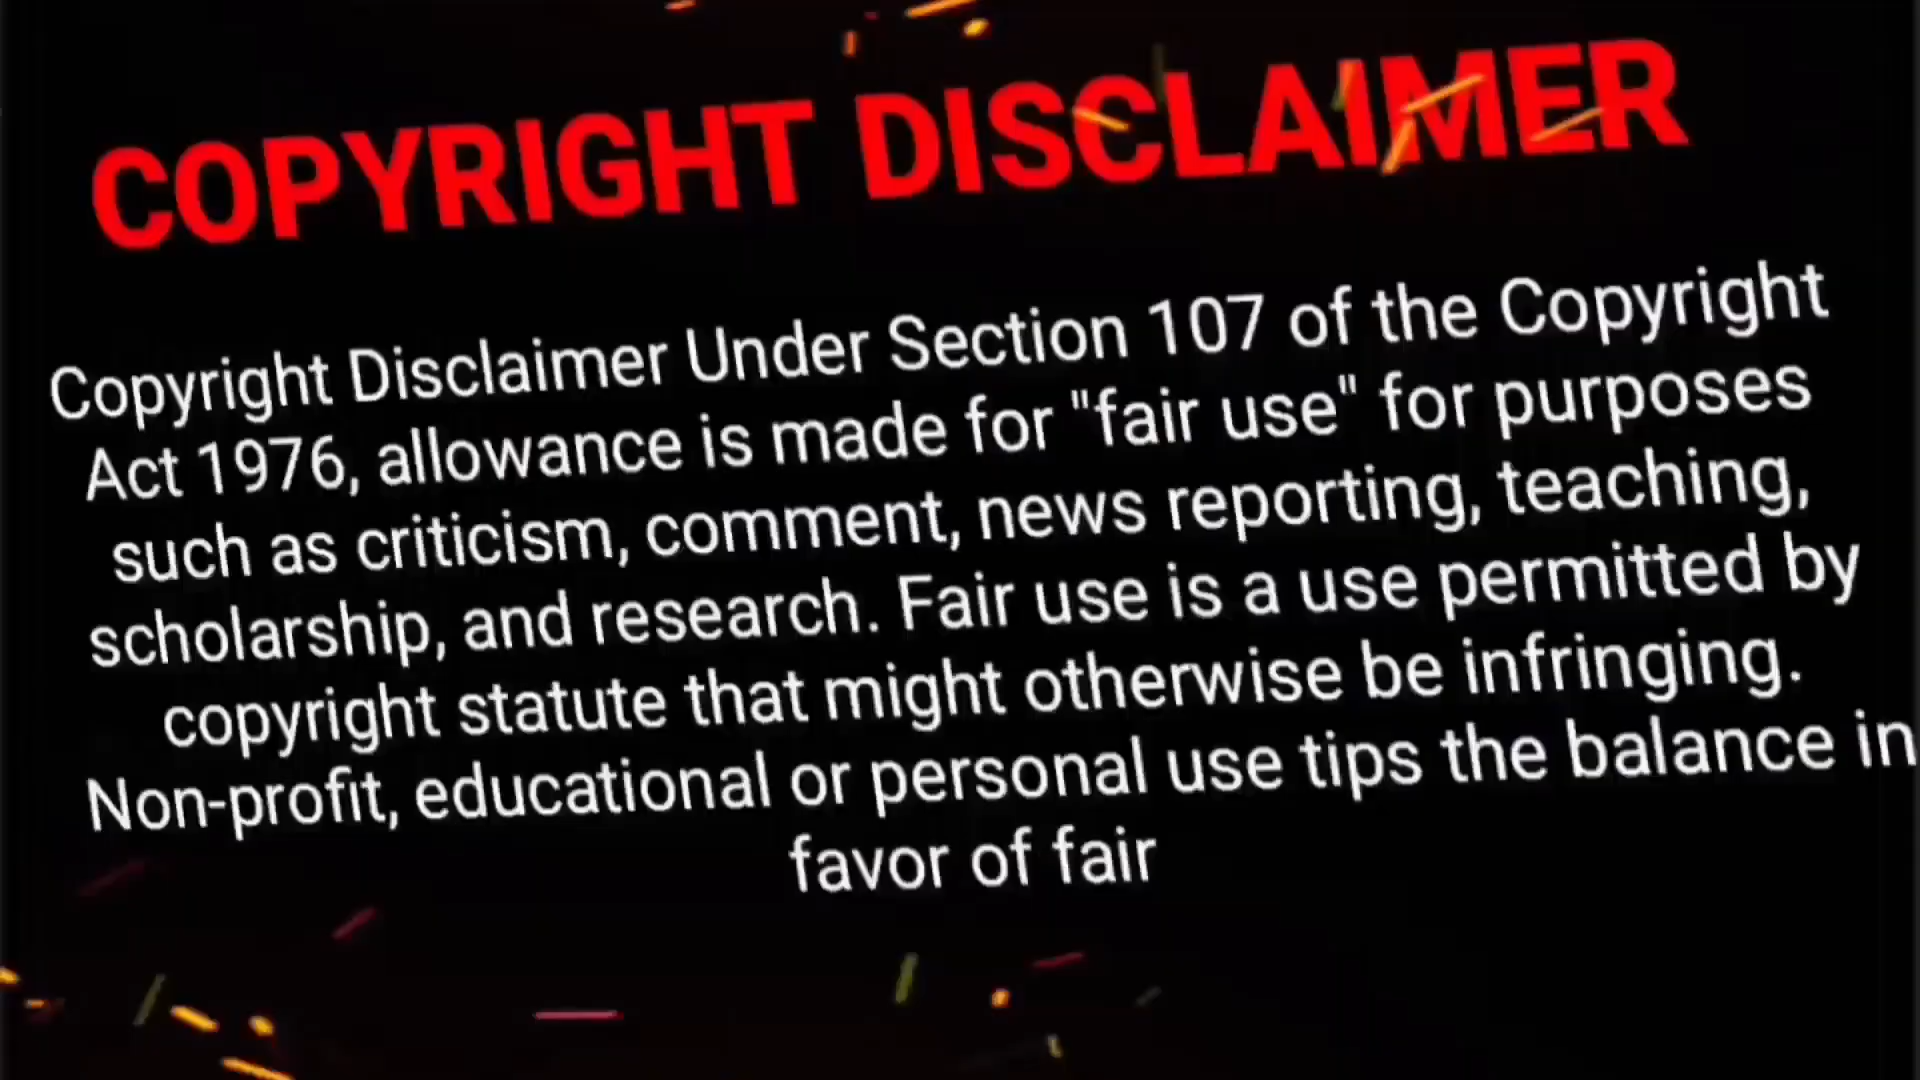 COPYRIGHT DISCLAIMER
Copyright Disclaimer Under Section 107 of the Copyright
Act 1976, allowance is made for "fair use" for purposes
such as criticism, comment, news reporting, teaching,
scholarship, and research. Fair use is a use permitted by
copyright statute that might otherwise be infringing.
Non-profit, educational or personal use tips the balance in
favor of fair